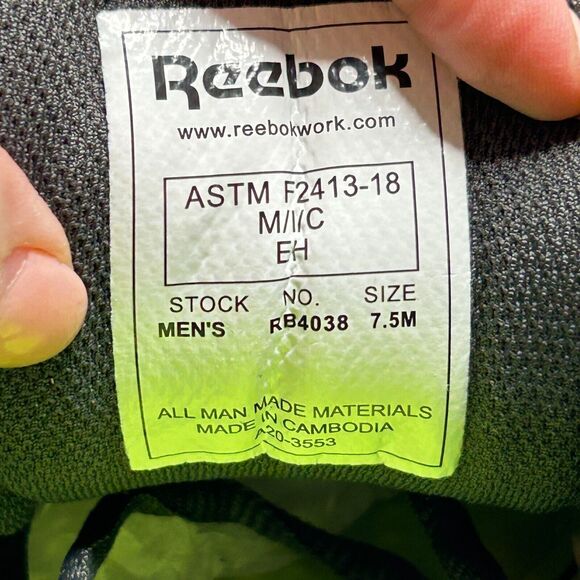 Reebok
www.reebokwork.com
ASTM F2413-18
M/I/C
EH
STOCK NO. SIZE
MEN'S RB4038 7.5M
ALL MAN MADE MATERIALS
MADE IN CAMBODIA
A20-3553